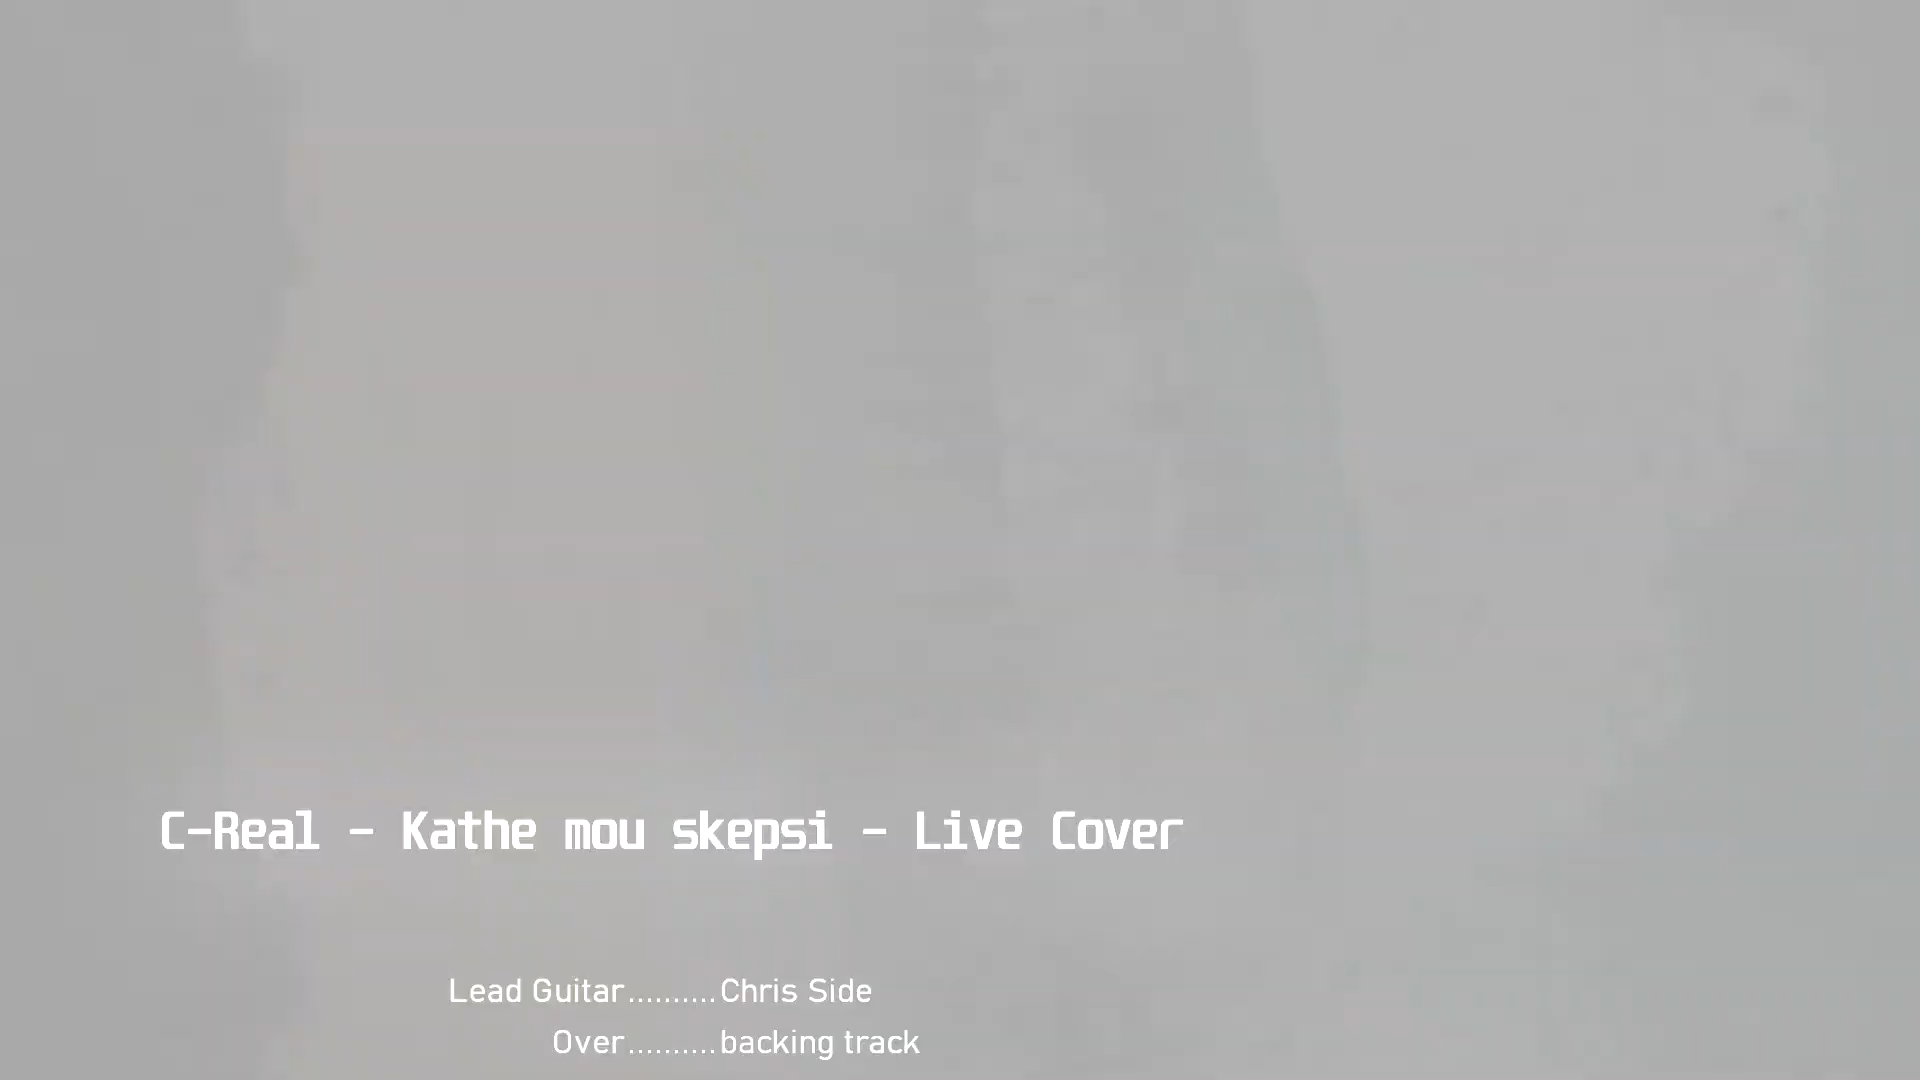 C-Real - Kathe mou skepsi - Live Cover
Lead Guitar..........Chris Side
Over..........backing track